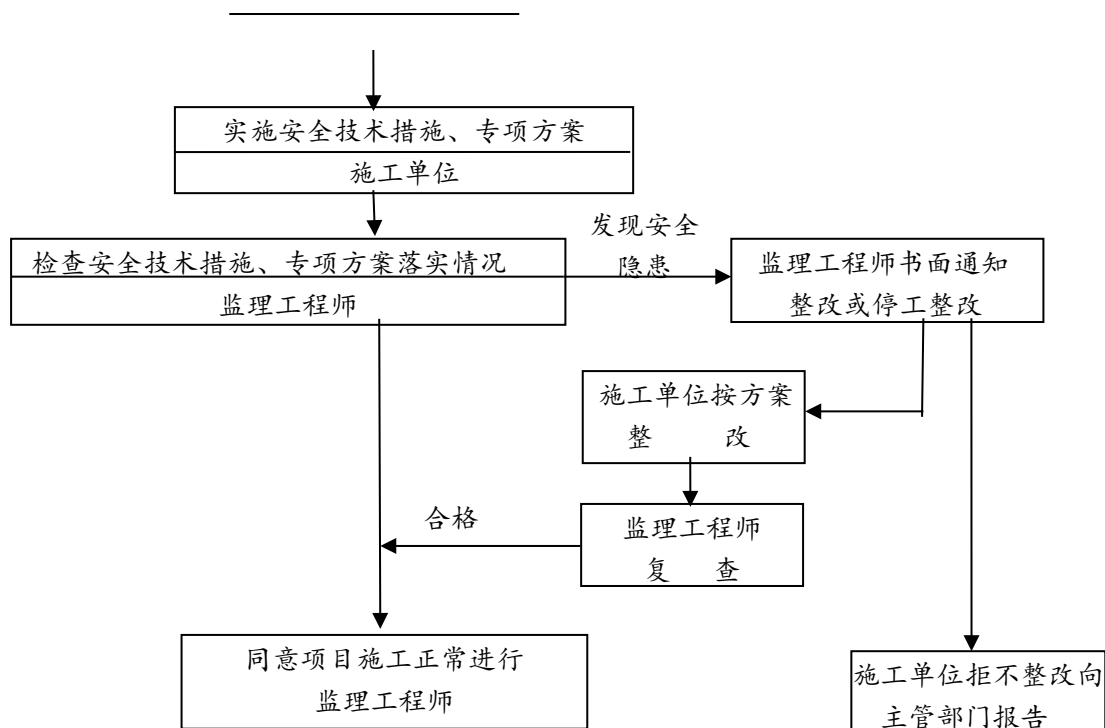 实施安全技术措施、专项方案
施工单位
检查安全技术措施、专项方案落实情况
监理工程师
发现安全
隐患
监理工程师书面通知
整改或停工整改
施工单位按方案
整 改
合格
监理工程师
复 查
同意项目施工正常进行
监理工程师
施工单位拒不整改向
主管部门报告